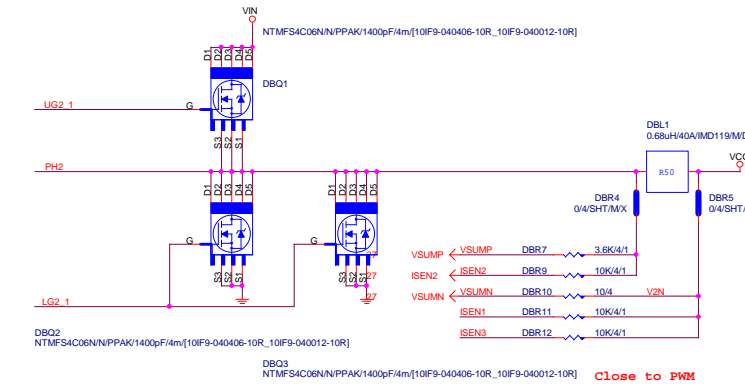 VIN
NTMFS4C06N/N/PPAK/1400pF/4m/[10IF9-040406-10R_10IF9-040012-10R]
D1 D2 D3 D4 D5
DBQ1
UG2_1
G
S3 S2 S1
DBL1
0.68uH/40A/IMD119/M/D
VCC
PH2
R50
D1 D2 D3 D4 D5
D1 D2 D3 D4 D5
DBR4
0/4/SHT/M/X
DBR5
0/4/SHT/
G
G
VSUMP VSUMP DBR7 3.6K/4/1
27
ISEN2 ISEN2 DBR9 10K/4/1
27
S3 S2 S1
S3 S2 S1
VSUMN VSUMN DBR10 10/4 V2N
27
LG2_1
ISEN1 DBR11 10K/4/1
ISEN3 DBR12 10K/4/1
DBQ2
NTMFS4C06N/N/PPAK/1400pF/4m/[10IF9-040406-10R_10IF9-040012-10R]
DBQ3
NTMFS4C06N/N/PPAK/1400pF/4m/[10IF9-040406-10R_10IF9-040012-10R]
Close to PWM